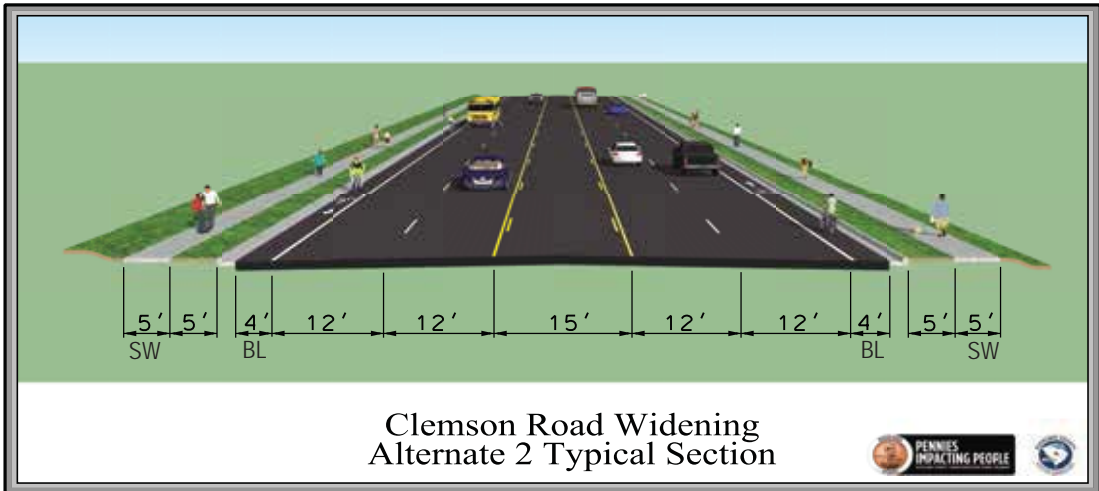 5' 5' 4' 12' 12' 15' 12' 12' 4' 5' 5'
SW BL BL SW
Clemson Road Widening
Alternate 2 Typical Section
PENNIES
IMPACTING PEOPLE